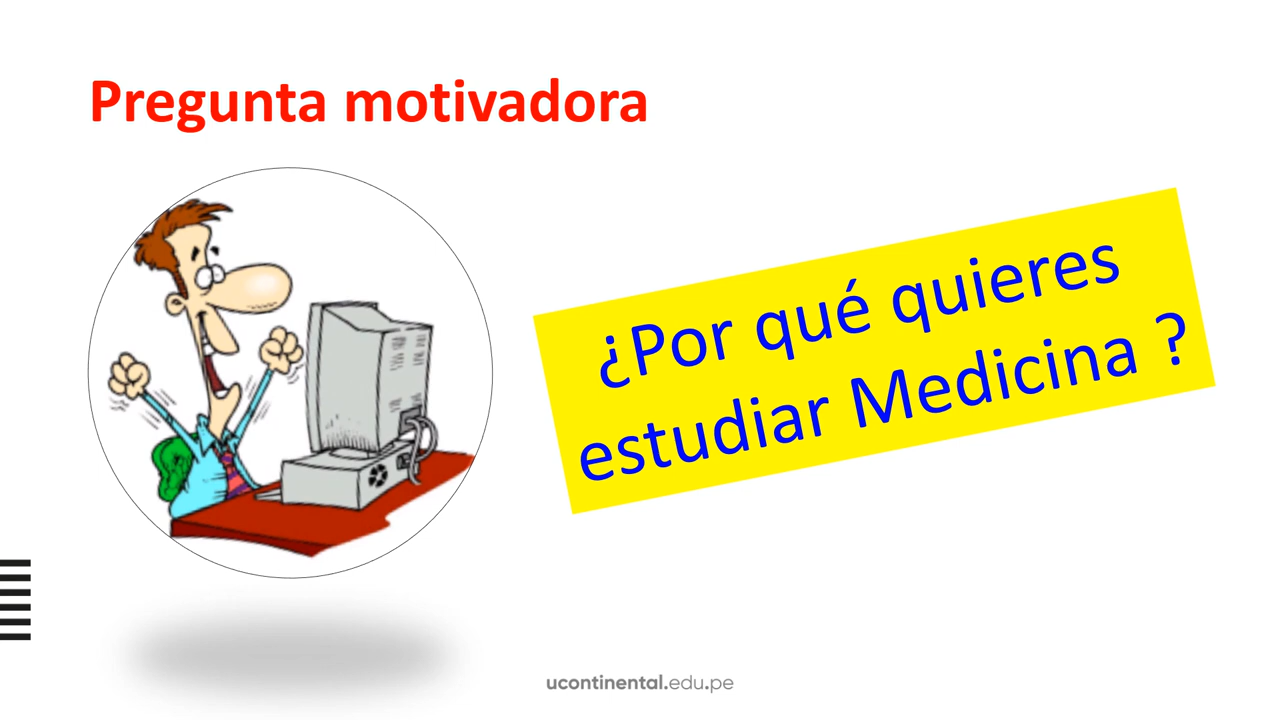 Pregunta motivadora
¿Por qué quieres
estudiar Medicina ?
ucontinental.edu.pe